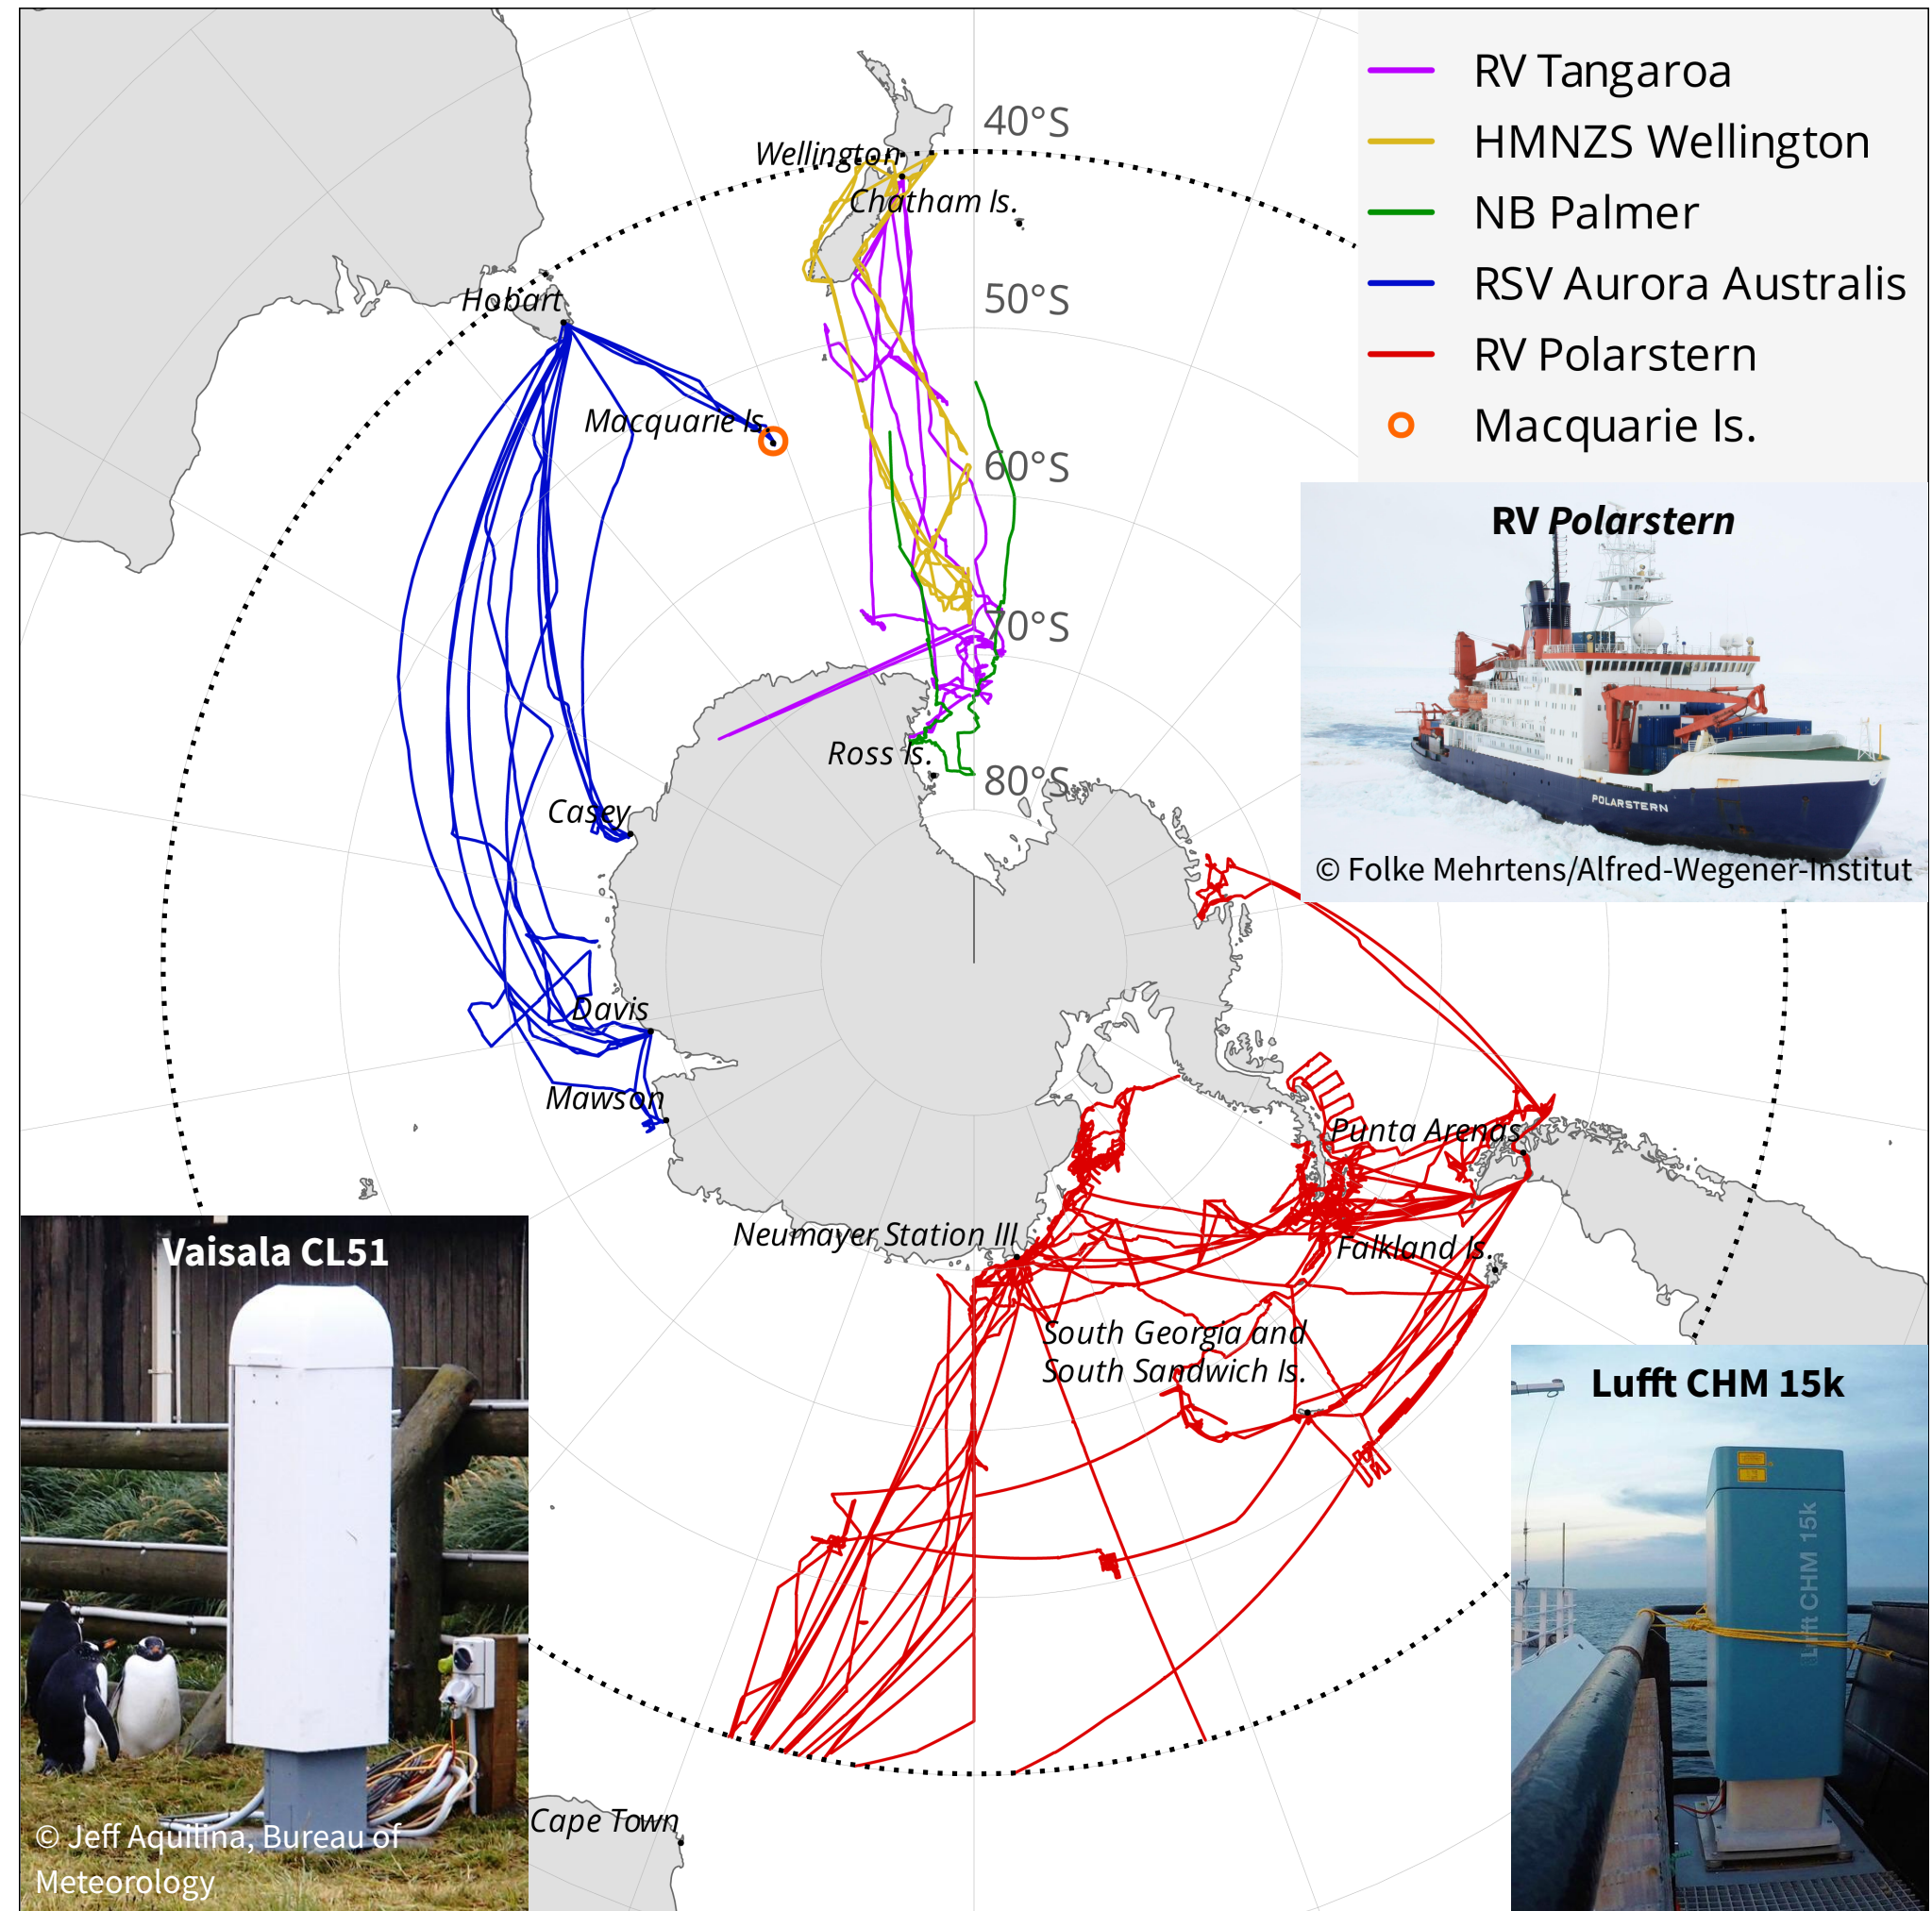 RV Tangaroa
HMNZS Wellington
NB Palmer
RSV Aurora Australis
RV Polarstern
Macquarie Is.
40°S
50°S
60°S
70°S
80°S
Wellington
Chatham Is.
Hobart
Macquarie Is.
Ross Is.
Casey
Davis
Mawson
Neumayer Station III
Punta Arenas
Falkland Is.
South Georgia and
South Sandwich Is.
Cape Town
RV Polarstern
POLARSTERN
© Folke Mehrtens/Alfred-Wegener-Institut
Vaisala CL51
© Jeff Aquilina, Bureau of
Meteorology
Lufft CHM 15k
Lufft CHM 15k